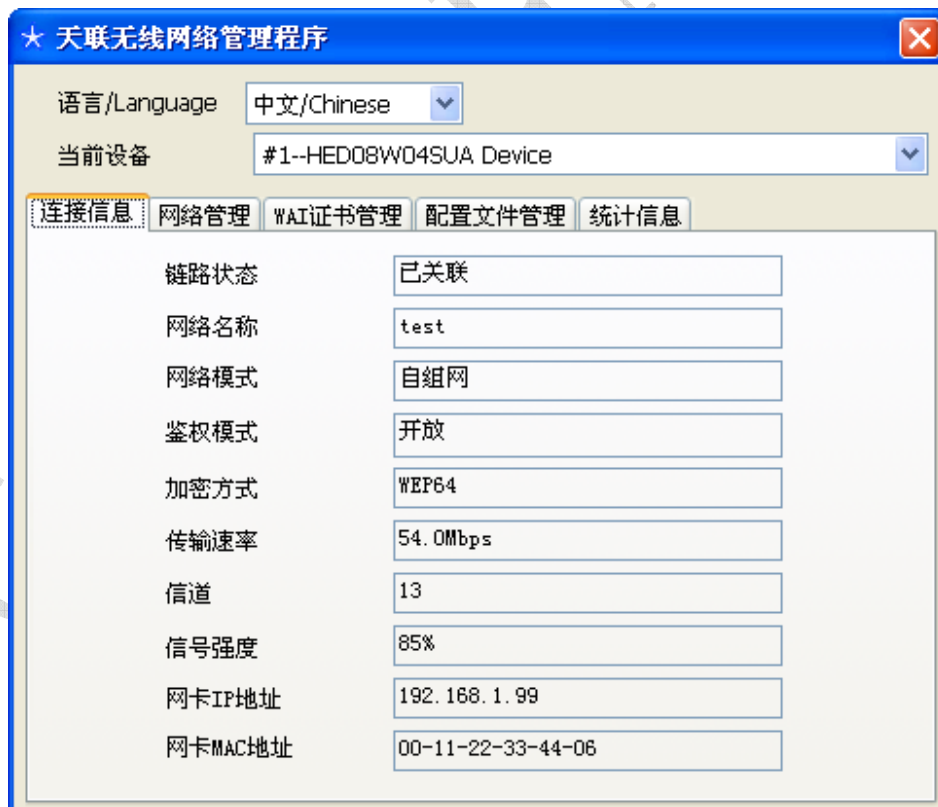 天联无线网络管理程序
语言/Language 中文/Chinese
当前设备 #1--HED08W04SUA Device
连接信息 网络管理 WAI证书管理 配置文件管理 统计信息
链路状态 已关联
网络名称 test
网络模式 自组网
鉴权模式 开放
加密方式 WEP64
传输速率 54.0Mbps
信道 13
信号强度 85%
网卡IP地址 192.168.1.99
网卡MAC地址 00-11-22-33-44-06